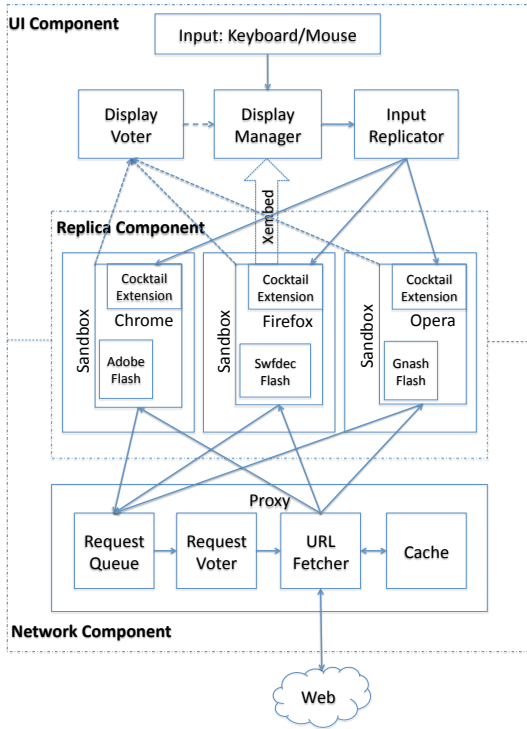 UI Component
Input: Keyboard/Mouse
Display
Voter
Display
Manager
Input
Replicator
Xembed
Replica Component
Sandbox
Cocktail
Extension
Chrome
Adobe
Flash
Sandbox
Cocktail
Extension
Firefox
Swfdec
Flash
Sandbox
Cocktail
Extension
Opera
Gnash
Flash
Proxy
Request
Queue
Request
Voter
URL
Fetcher
Cache
Network Component
Web